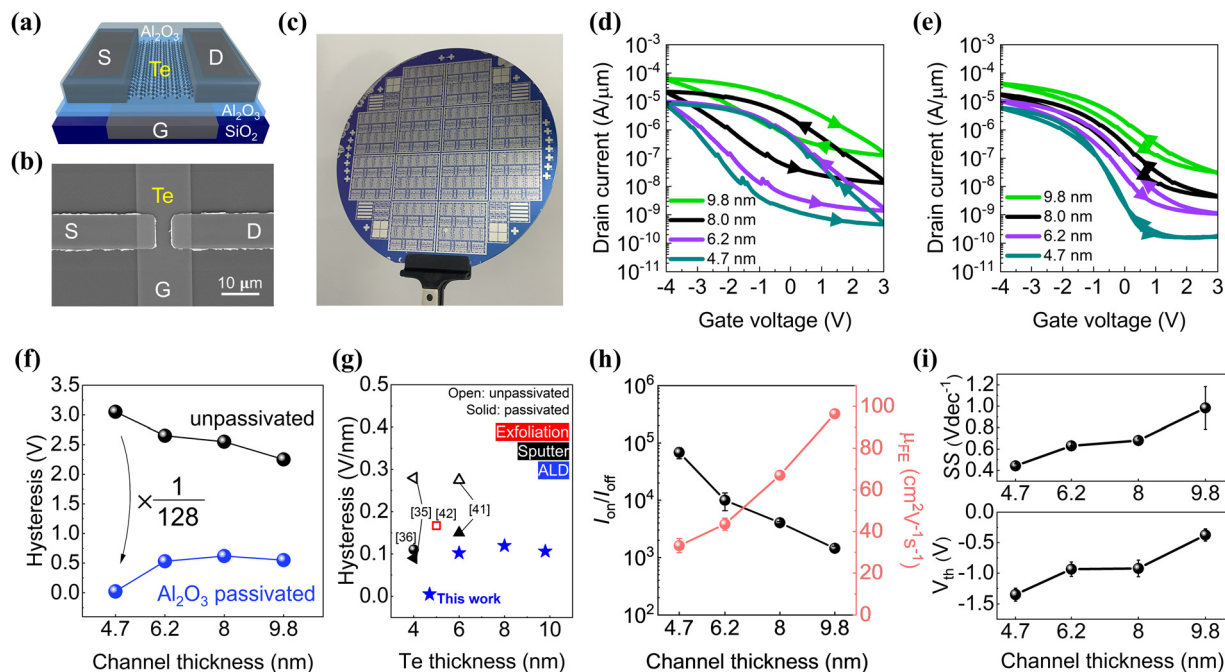 (a)
Al₂O₃
S
Te
D
Al₂O₃
G
SiO₂
(b)
Te
S
D
G
10 μm
(c)
(d)
Drain current (A/μm)
10⁻³
10⁻⁴
10⁻⁵
10⁻⁶
10⁻⁷
10⁻⁸
10⁻⁹
10⁻¹⁰
10⁻¹¹
9.8 nm
8.0 nm
6.2 nm
4.7 nm
-4 -3 -2 -1 0 1 2 3
Gate voltage (V)
(e)
Drain current (A/μm)
10⁻³
10⁻⁴
10⁻⁵
10⁻⁶
10⁻⁷
10⁻⁸
10⁻⁹
10⁻¹⁰
10⁻¹¹
9.8 nm
8.0 nm
6.2 nm
4.7 nm
-4 -3 -2 -1 0 1 2 3
Gate voltage (V)
(f)
Hysteresis (V)
3.5
3.0
2.5
2.0
1.5
1.0
0.5
0.0
unpassivated
×1/128
Al₂O₃ passivated
4.7 6.2 8 9.8
Channel thickness (nm)
(g)
Hysteresis (V/nm)
0.5
0.4
0.3
0.2
0.1
0.0
Open: unpassivated
Solid: passivated
Exfoliation
Sputter
ALD
[35]
[42]
[41]
[36]
This work
4 6 8 10
Te thickness (nm)
(h)
Ion/Ioff
10⁶
10⁵
10⁴
10³
10²
100
80
60
40
20
0
μFE (cm²V⁻¹s⁻¹)
4.7 6.2 8 9.8
Channel thickness (nm)
(i)
SS (Vdec⁻¹)
1.2
1.0
0.8
0.6
0.4
4.7 6.2 8 9.8
Vth (V)
0.0
-0.5
-1.0
-1.5
4.7 6.2 8 9.8
Channel thickness (nm)